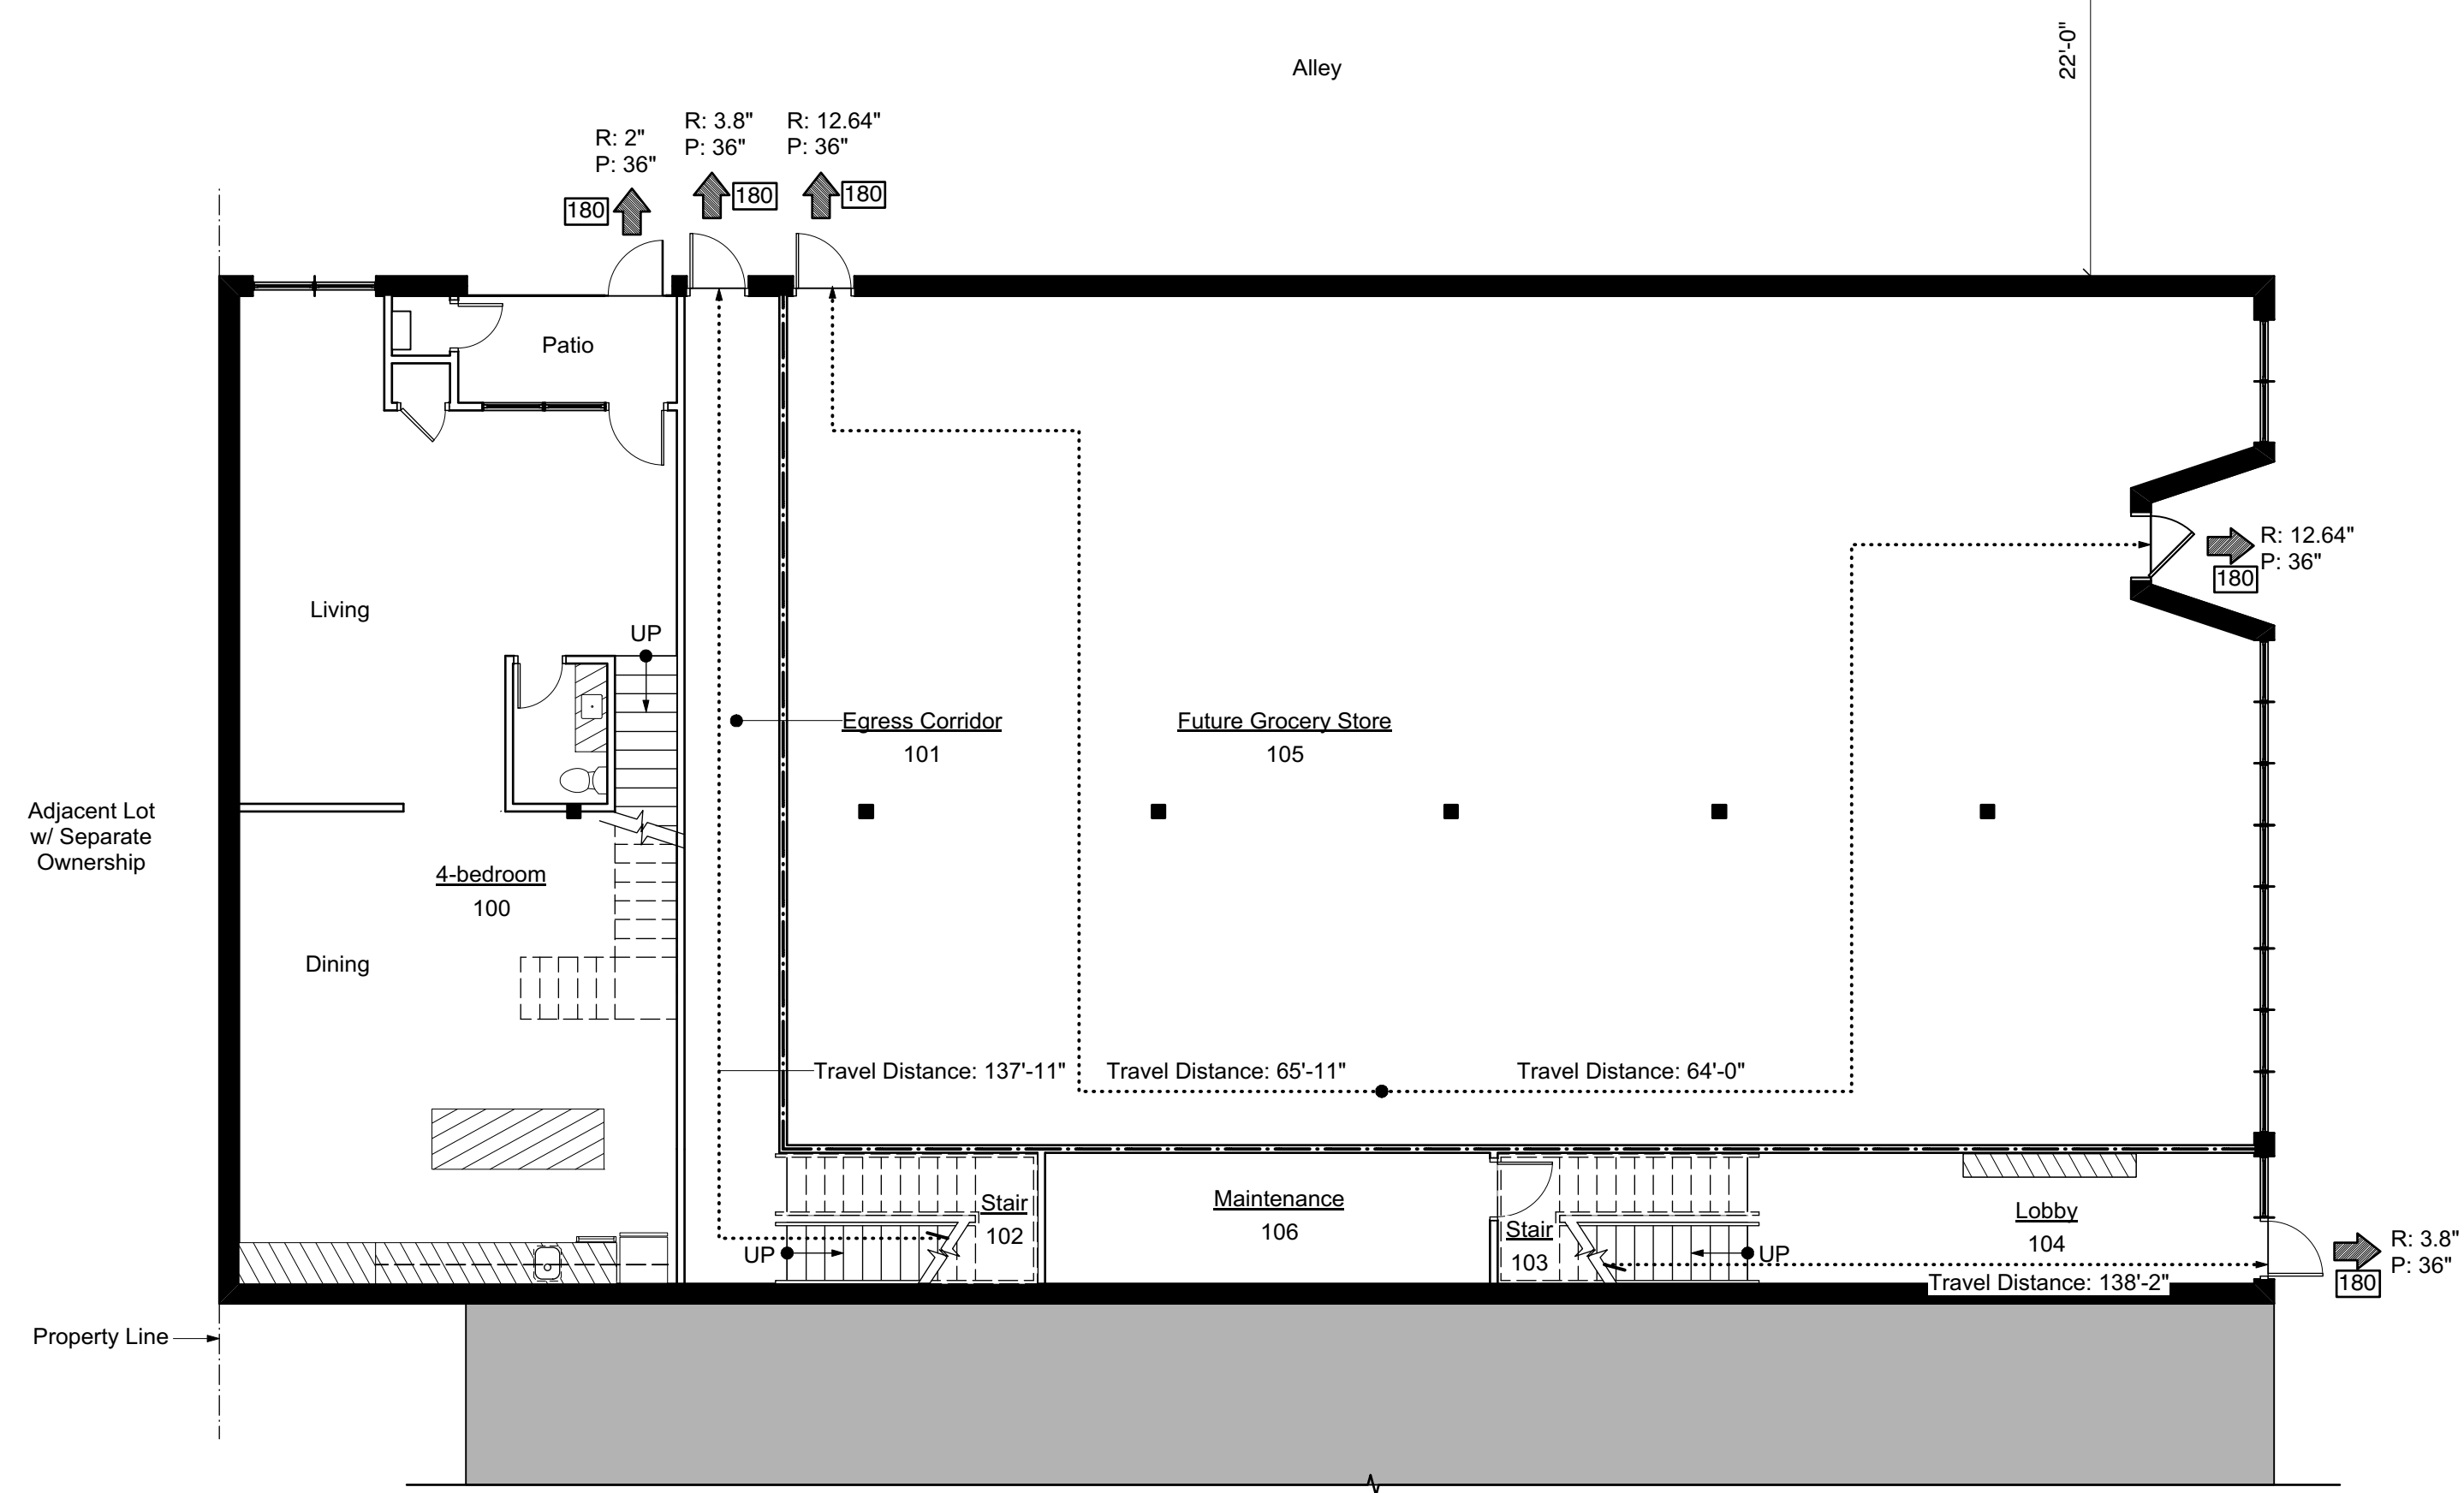 22'-0"
Alley
R: 2"
P: 36"
180
R: 3.8"
P: 36"
180
R: 12.64"
P: 36"
180
Patio
R: 12.64"
P: 36"
180
Living
UP
Egress Corridor
101
Future Grocery Store
105
Adjacent Lot
w/ Separate
Ownership
4-bedroom
100
Dining
Travel Distance: 137'-11"
Travel Distance: 65'-11"
Travel Distance: 64'-0"
Stair
102
UP
Maintenance
106
Stair
103
UP
Lobby
104
R: 3.8"
P: 36"
180
Travel Distance: 138'-2"
Property Line